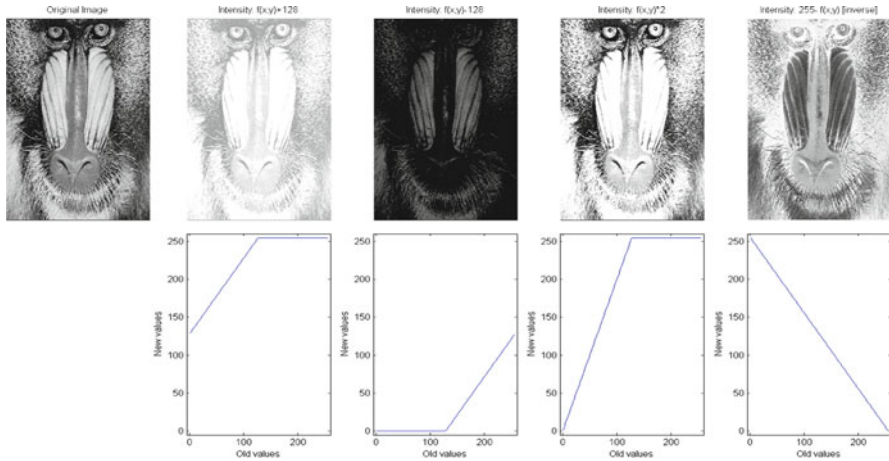 Original Image
Intensity: f(x,y)+128
Intensity: f(x,y)-128
Intensity: f(x,y)*2
Intensity: 255- f(x,y) [inverse]
250
200
150
100
50
0
New values
0 100 200
Old values
250
200
150
100
50
0
New values
0 100 200
Old values
250
200
150
100
50
0
New values
0 100 200
Old values
250
200
150
100
50
0
New values
0 100 200
Old values